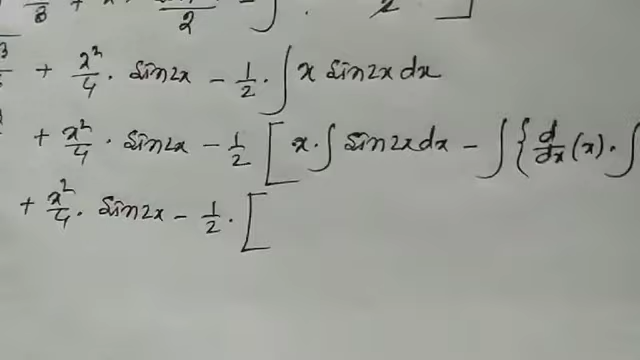 + x²/4 · sin2x − 1/2 · ∫ x sin2x dx
+ x²/4 · sin2x − 1/2 [ x · ∫ sin2x dx − ∫ { d/dx (x) · ∫
+ x²/4 · sin2x − 1/2 · [